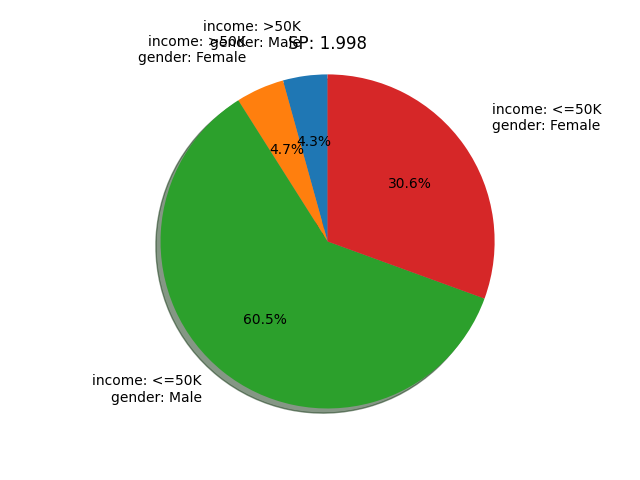 income: >50K
gender: Male
income: >50K
gender: Female
SP: 1.998
income: <=50K
gender: Female
4.3%
4.7%
30.6%
60.5%
income: <=50K
gender: Male